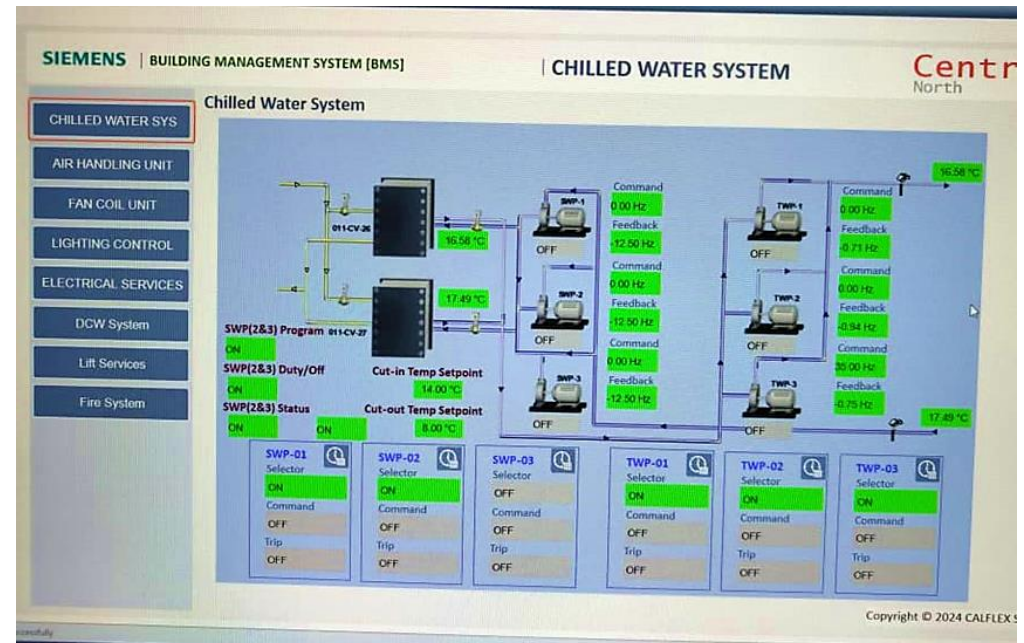 SIEMENS | BUILDING MANAGEMENT SYSTEM [BMS]
| CHILLED WATER SYSTEM
Centr
North
CHILLED WATER SYS
AIR HANDLING UNIT
FAN COIL UNIT
LIGHTING CONTROL
ELECTRICAL SERVICES
DCW System
Lift Services
Fire System
Chilled Water System
011-CV-26
16.58 °C
17.49 °C
011-CV-27
SWP(2&3) Program
ON
SWP(2&3) Duty/Off
ON
SWP(2&3) Status
ON
ON
Cut-in Temp Setpoint
14.00 °C
Cut-out Temp Setpoint
8.00 °C
SWP-1
OFF
SWP-2
OFF
SWP-3
OFF
Command
0.00 Hz
Feedback
-12.50 Hz
Command
0.00 Hz
Feedback
-12.50 Hz
Command
0.00 Hz
Feedback
-12.50 Hz
TWP-1
OFF
TWP-2
OFF
TWP-3
OFF
Command
0.00 Hz
Feedback
-0.71 Hz
Command
0.00 Hz
Feedback
-0.94 Hz
Command
35.00 Hz
Feedback
-0.75 Hz
16.58 °C
17.49 °C
SWP-01
Selector
ON
Command
OFF
Trip
OFF
SWP-02
Selector
ON
Command
OFF
Trip
OFF
SWP-03
Selector
OFF
Command
OFF
Trip
OFF
TWP-01
Selector
ON
Command
OFF
Trip
OFF
TWP-02
Selector
ON
Command
OFF
Trip
OFF
TWP-03
Selector
ON
Command
OFF
Trip
OFF
Copyright © 2024 CALFLEX S